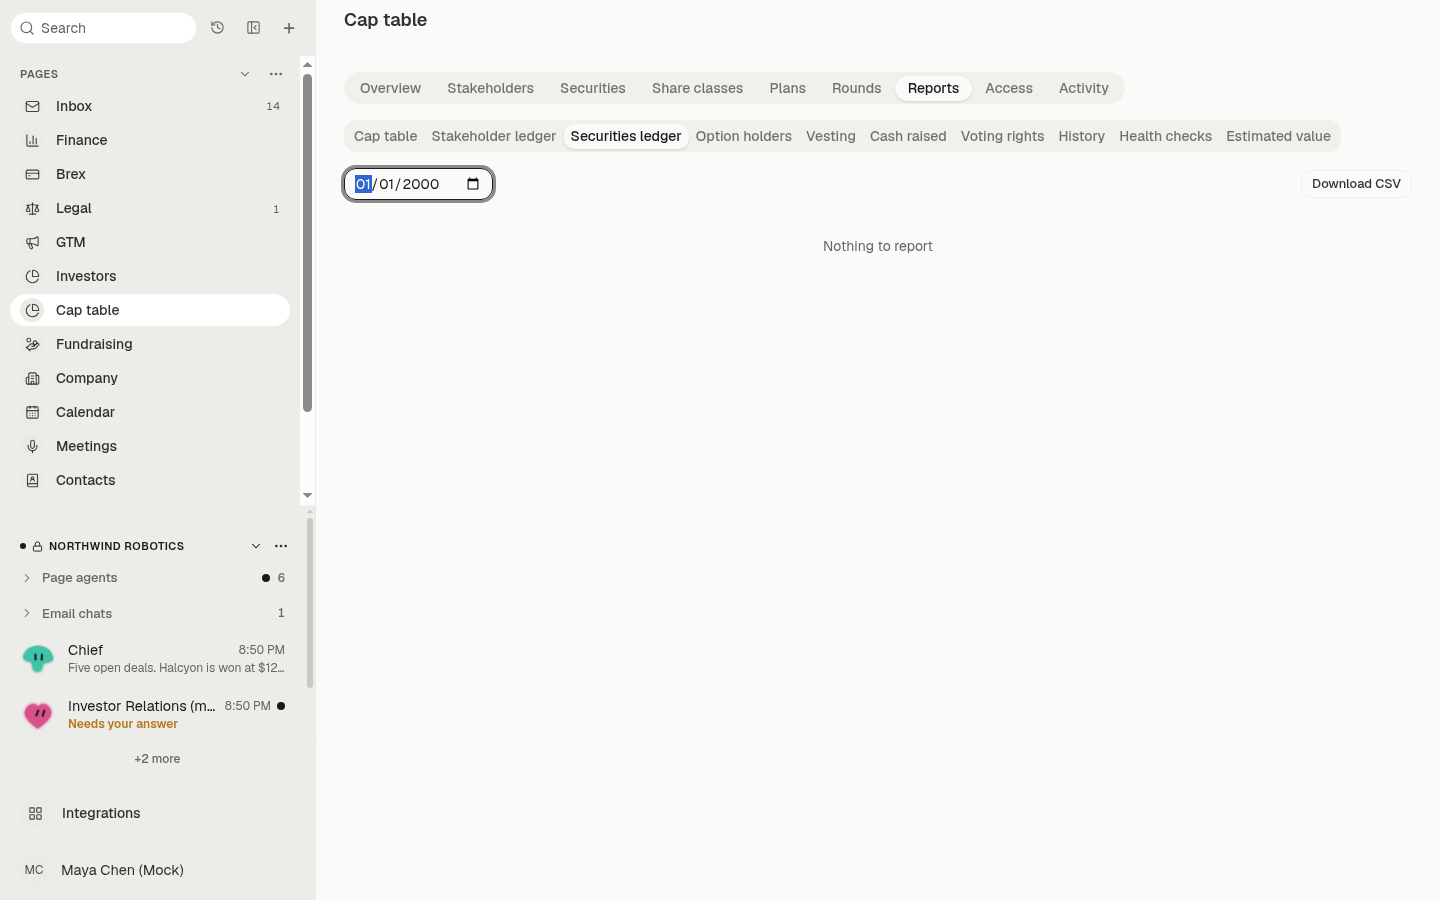 Search
PAGES
Inbox 14
Finance
Brex
Legal 1
GTM
Investors
Cap table
Fundraising
Company
Calendar
Meetings
Contacts
NORTHWIND ROBOTICS
Page agents 6
Email chats 1
Chief 8:50 PM
Five open deals. Halcyon is won at $12...
Investor Relations (m... 8:50 PM
Needs your answer
+2 more
Integrations
MC Maya Chen (Mock)
Cap table
Overview Stakeholders Securities Share classes Plans Rounds Reports Access Activity
Cap table Stakeholder ledger Securities ledger Option holders Vesting Cash raised Voting rights History Health checks Estimated value
01/01/2000 Download CSV
Nothing to report